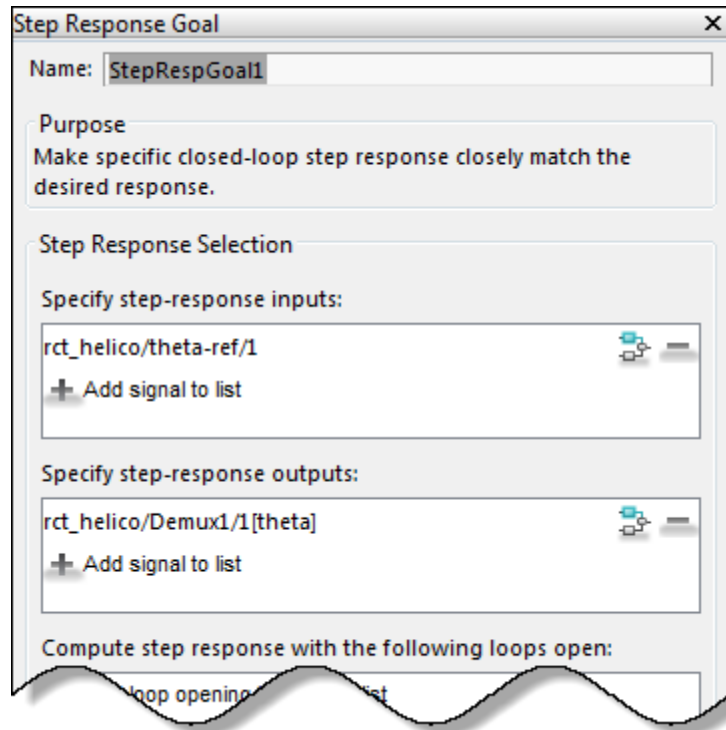 Step Response Goal
Name: StepRespGoal1
Purpose
Make specific closed-loop step response closely match the
desired response.
Step Response Selection
Specify step-response inputs:
rct_helico/theta-ref/1
Add signal to list
Specify step-response outputs:
rct_helico/Demux1/1[theta]
Add signal to list
Compute step response with the following loops open:
loop opening